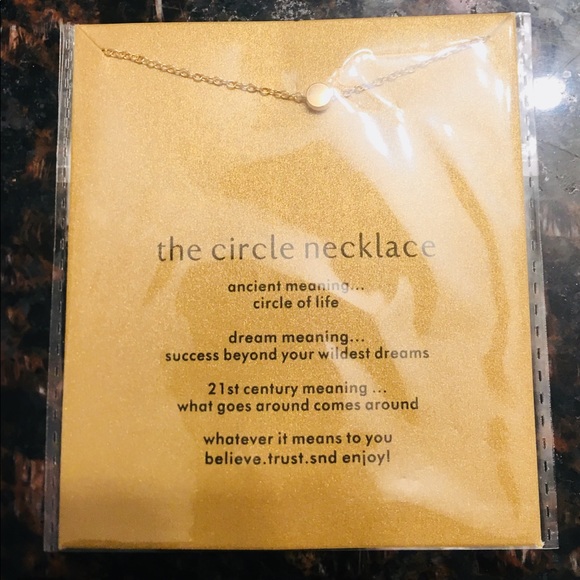 the circle necklace
ancient meaning...
circle of life
dream meaning...
success beyond your wildest dreams
21st century meaning ...
what goes around comes around
whatever it means to you
believe.trust.snd enjoy!